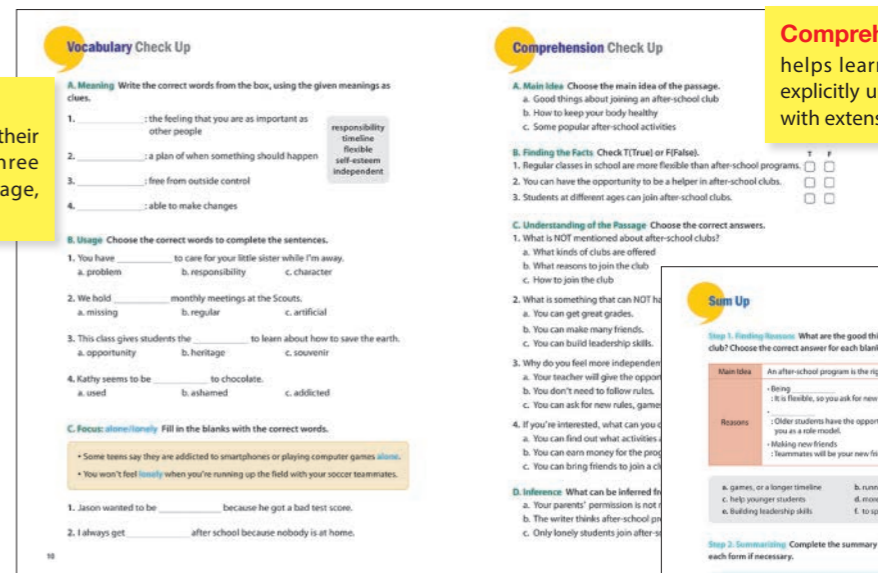 their
three
age,
Vocabulary Check Up
A. Meaning Write the correct words from the box, using the given meanings as
clues.
1. ____________ : the feeling that you are as important as
other people
2. ____________ : a plan of when something should happen
3. ____________ : free from outside control
4. ____________ : able to make changes
responsibility
timeline
flexible
self-esteem
independent
B. Usage Choose the correct words to complete the sentences.
1. You have ____________ to care for your little sister while I'm away.
a. problem b. responsibility c. character
2. We hold ____________ monthly meetings at the Scouts.
a. missing b. regular c. artificial
3. This class gives students the ____________ to learn about how to save the earth.
a. opportunity b. heritage c. souvenir
4. Kathy seems to be ____________ to chocolate.
a. used b. ashamed c. addicted
C. Focus: alone/lonely Fill in the blanks with the correct words.
• Some teens say they are addicted to smartphones or playing computer games alone.
• You won't feel lonely when you're running up the field with your soccer teammates.
1. Jason wanted to be ____________ because he got a bad test score.
2. I always get ____________ after school because nobody is at home.
10
Compreh
helps learn
explicitly u
with extens
Comprehension Check Up
A. Main Idea Choose the main idea of the passage.
a. Good things about joining an after-school club
b. How to keep your body healthy
c. Some popular after-school activities
B. Finding the Facts Check T(True) or F(False). T F
1. Regular classes in school are more flexible than after-school programs.
2. You can have the opportunity to be a helper in after-school clubs.
3. Students at different ages can join after-school clubs.
C. Understanding of the Passage Choose the correct answers.
1. What is NOT mentioned about after-school clubs?
a. What kinds of clubs are offered
b. What reasons to join the club
c. How to join the club
2. What is something that can NOT ha
a. You can get great grades.
b. You can make many friends.
c. You can build leadership skills.
3. Why do you feel more independen
a. Your teacher will give the opport
b. You don't need to follow rules.
c. You can ask for new rules, game
4. If you're interested, what can you d
a. You can find out what activities a
b. You can earn money for the prog
c. You can bring friends to join a cl
D. Inference What can be inferred fr
a. Your parents' permission is not r
b. The writer thinks after-school pr
c. Only lonely students join after-s
Sum Up
Step 1. Finding Reasons What are the good thi
club? Choose the correct answer for each blank
Main Idea An after-school program is the rig
Reasons
• Being ____________
: It is flexible, so you ask for new
• ____________
: Older students have the opport
you as a role model.
• Making new friends
: Teammates will be your new frie
a. games, or a longer timeline b. runn
c. help younger students d. more
e. Building leadership skills f. to sp
Step 2. Summarizing Complete the summary
each form if necessary.